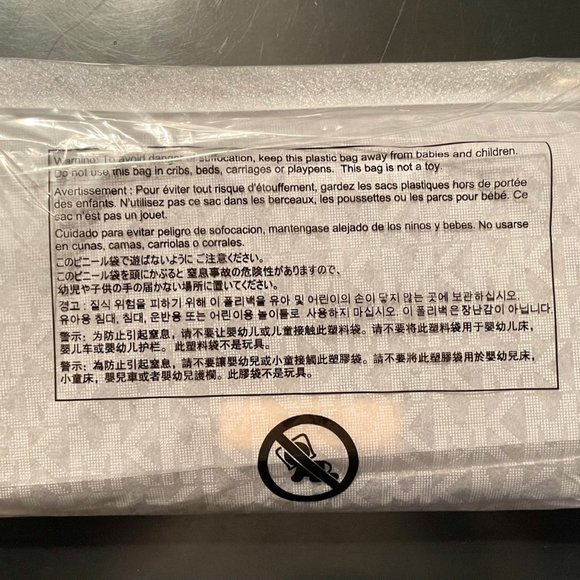 Warning: To avoid danger of suffocation, keep this plastic bag away from babies and children.
Do not use this bag in cribs, beds, carriages or playpens. This bag is not a toy.
Avertissement : Pour éviter tout risque d'étouffement, gardez les sacs plastiques hors de portée
des enfants. N'utilizez pas ce sac dans les berceaux, les poussettes ou les parcs pour bébé. Ce
sac n'est pas un jouet.
Cuidado para evitar peligro de sofocacion, mantengase alejado de los ninos y bebes. No usarse
en cunas, camas, carriolas o corrales.
このビニール袋で遊ばないように ご注意ください。
このビニール袋を頭にかぶると 窒息事故の危険性がありますので、
幼児や子供の手の届かない場所に置いてください。
경고 : 질식 위험을 피하기 위해 이 폴리백을 유아 및 어린이의 손이 닿지 않는 곳에 보관하십시오.
유아용 침대, 침대, 운반용 또는 어린이용 놀이틀로 사용하지 마십시오. 이 폴리백은장난감이 아닙니다.
警示：为防止引起窒息，请不要让婴幼儿或儿童接触此塑料袋。请不要将此塑料袋用于婴幼儿床，
婴儿车或婴幼儿护栏。此塑料袋不是玩具。
警示：為防止引起窒息，請不要讓嬰幼兒或小童接觸此塑膠袋。請不要將此塑膠袋用於嬰幼兒床，
小童床，嬰兒車或者嬰幼兒護欄。此膠袋不是玩具。